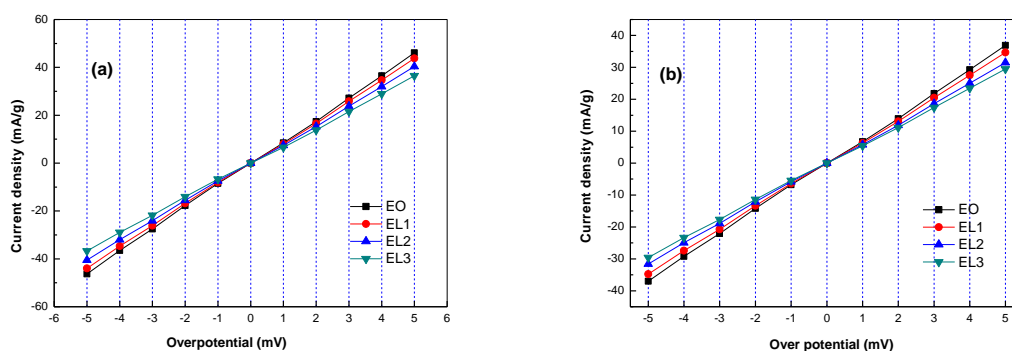 60
40
20
0
-20
-40
-60
6 -5 -4 -3 -2 -1 0 1 2 3 4 5 6
Current density (mA/g)
Overpotential (mV)
(a)
EO
EL1
EL2
EL3
40
30
20
10
0
-10
-20
-30
-40
-5 -4 -3 -2 -1 0 1 2 3 4 5
Current density (mA/g)
Over potential (mV)
(b)
EO
EL1
EL2
EL3